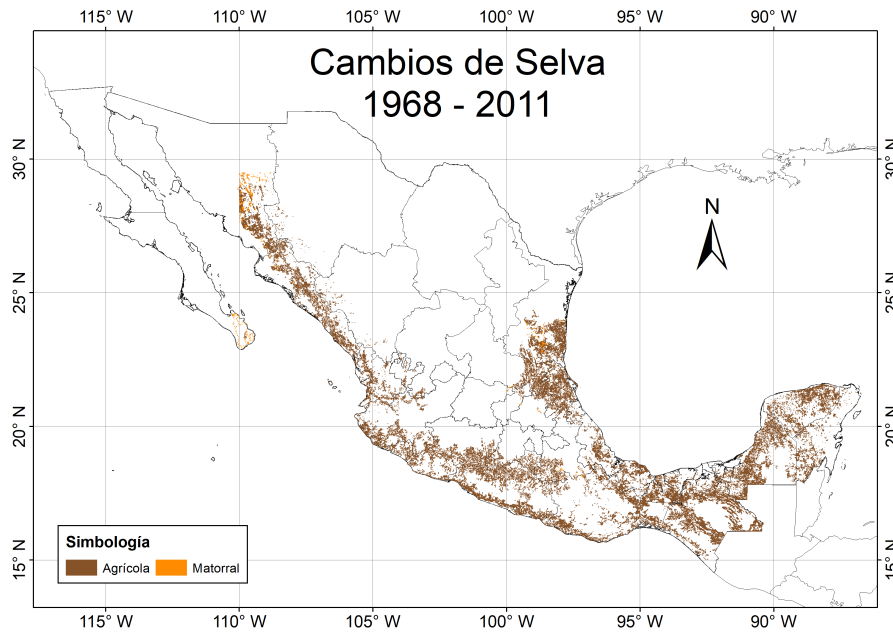 115° W 110° W 105° W 100° W 95° W 90° W
Cambios de Selva
1968 - 2011
30° N 30° N
N
25° N 25° N
20° N 20° N
15° N 15° N
Simbología
Agrícola Matorral
115° W 110° W 105° W 100° W 95° W 90° W